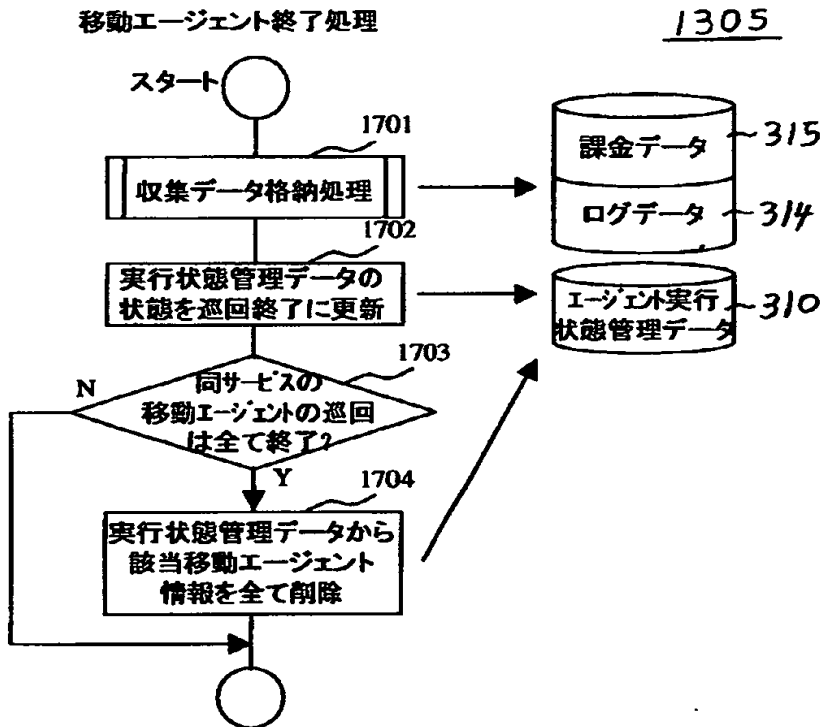 移動エージェント終了処理
1305
スタート
1701
収集データ格納処理
課金データ
315
ログデータ
314
1702
実行状態管理データの
状態を巡回終了に更新
エージェント実行
状態管理データ
310
1703
N
同サービスの
移動エージェントの巡回
は全て終了?
Y
1704
実行状態管理データから
該当移動エージェント
情報を全て削除